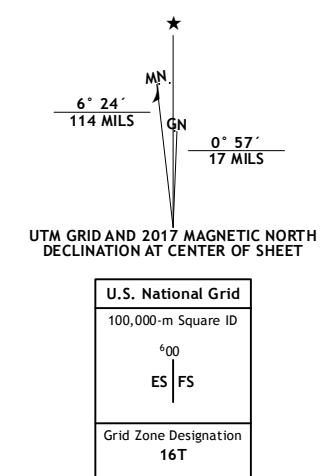 ★
MN
6° 24´
114 MILS
GN
0° 57´
17 MILS
UTM GRID AND 2017 MAGNETIC NORTH
DECLINATION AT CENTER OF SHEET
U.S. National Grid
100,000-m Square ID
⁶00
ES FS
Grid Zone Designation
16T